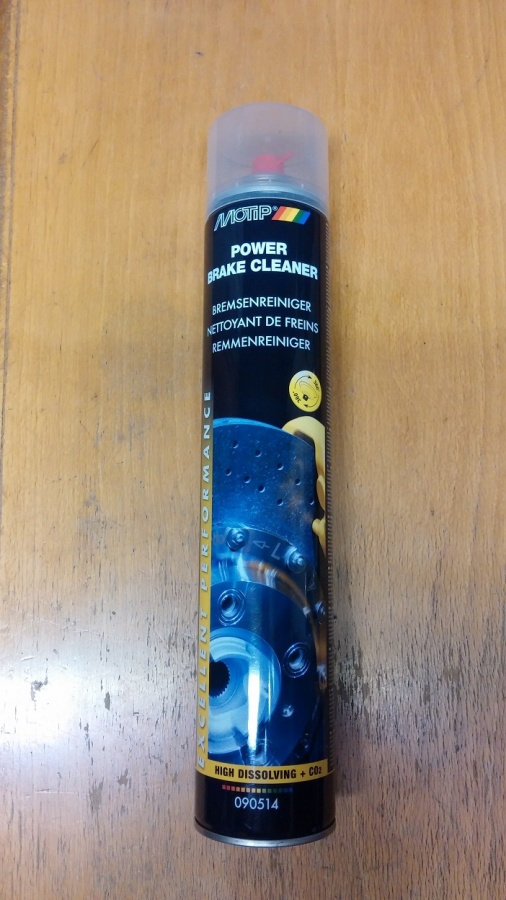 MOTIP®
POWER
BRAKE CLEANER
BREMSENREINIGER
NETTOYANT DE FREINS
REMMENREINIGER
EXCELLENT PERFORMANCE
HIGH DISSOLVING + CO2
090514